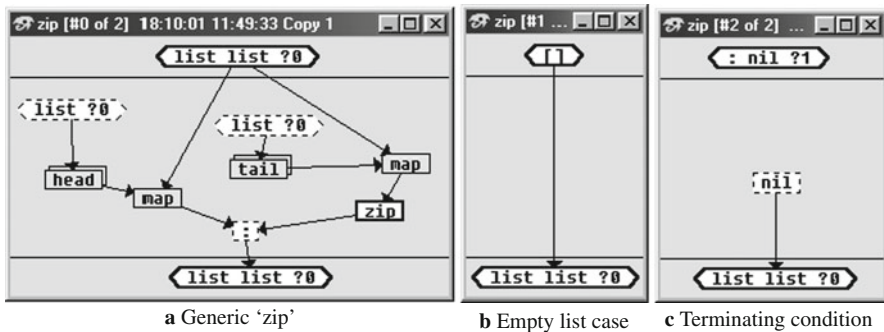 zip [#0 of 2] 18:10:01 11:49:33 Copy 1
list list ?0
list ?0
list ?0
head
tail
map
map
zip
:
list list ?0
a Generic ‘zip’
zip [#1 ...
[]
list list ?0
b Empty list case
zip [#2 of 2] ...
: nil ?1
nil
list list ?0
c Terminating condition